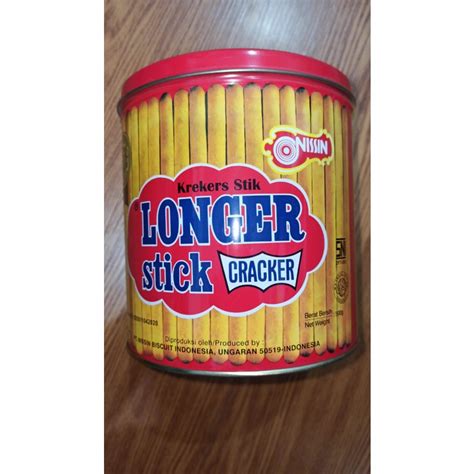 NISSIN
Krekers Stik
LONGER
stick
CRACKER
SNI
Berat Bersih
Net Weight
Diproduksi oleh/Produced by :
PT NISSIN BISCUIT INDONESIA, UNGARAN 50519-INDONESIA